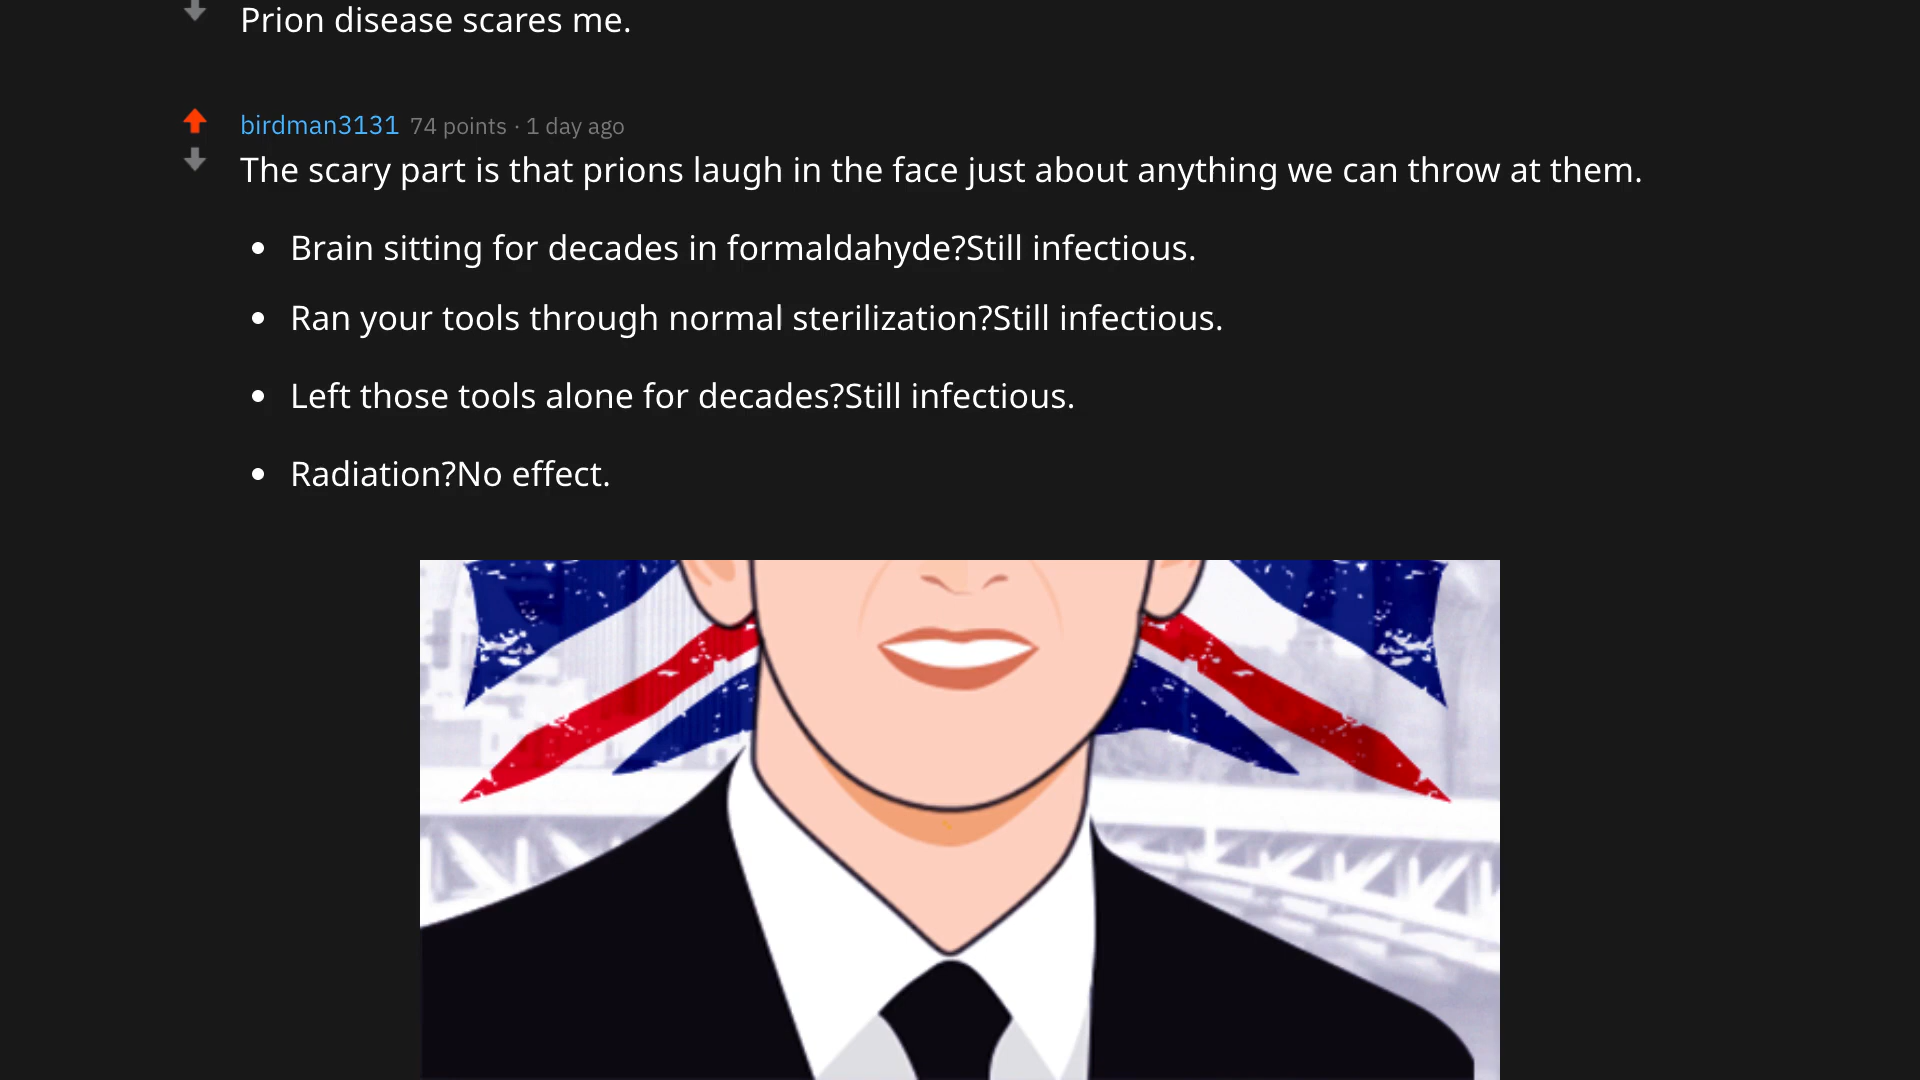 Prion disease scares me.
birdman3131 74 points · 1 day ago
The scary part is that prions laugh in the face just about anything we can throw at them.
Brain sitting for decades in formaldahyde?Still infectious.
Ran your tools through normal sterilization?Still infectious.
Left those tools alone for decades?Still infectious.
Radiation?No effect.